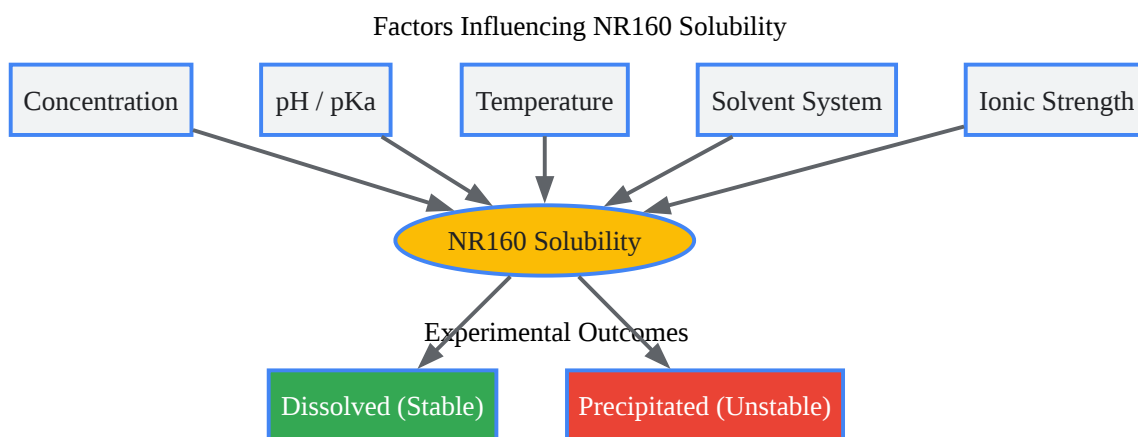 Factors Influencing NR160 Solubility
Concentration
pH / pKa
Temperature
Solvent System
Ionic Strength
NR160 Solubility
Experimental Outcomes
Dissolved (Stable)
Precipitated (Unstable)